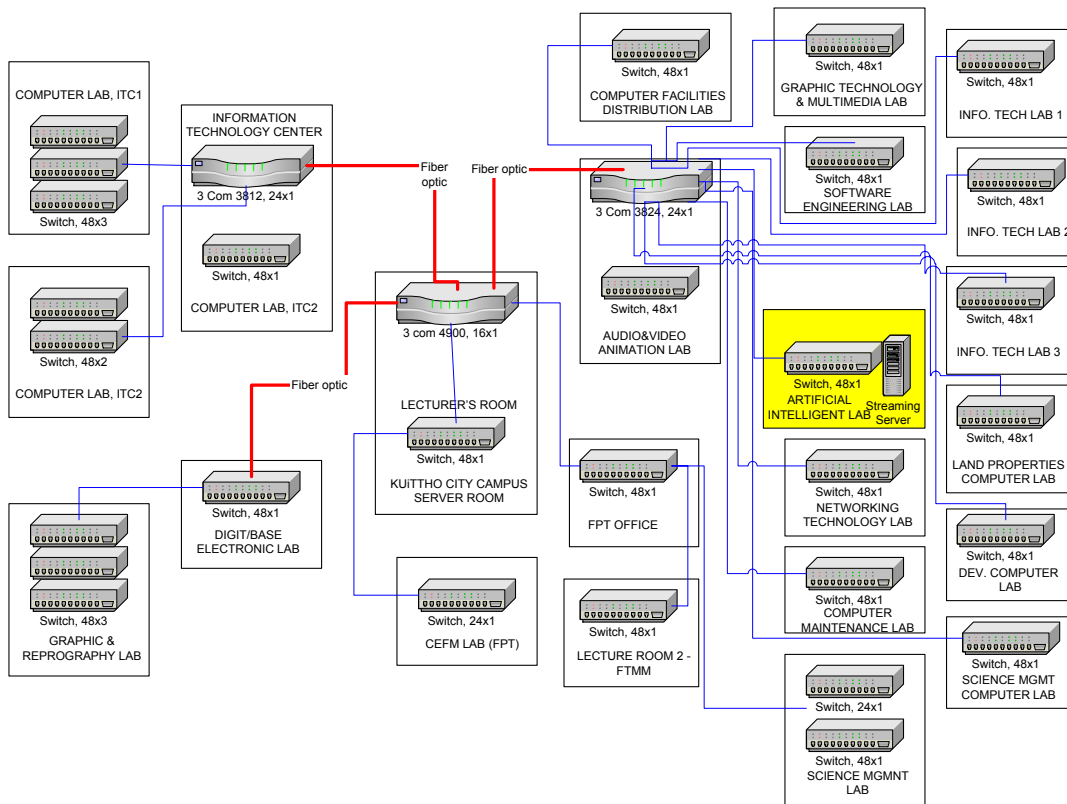 COMPUTER LAB, ITC1
Switch, 48x3
Switch, 48x2
COMPUTER LAB, ITC2
INFORMATION
TECHNOLOGY CENTER
3 Com 3812, 24x1
Switch, 48x1
COMPUTER LAB, ITC2
Fiber
optic
Fiber optic
Fiber optic
3 com 4900, 16x1
LECTURER'S ROOM
Switch, 48x1
KUiTTHO CITY CAMPUS
SERVER ROOM
Switch, 48x1
DIGIT/BASE
ELECTRONIC LAB
Switch, 48x3
GRAPHIC &
REPROGRAPHY LAB
Switch, 24x1
CEFM LAB (FPT)
Switch, 48x1
FPT OFFICE
Switch, 48x1
LECTURE ROOM 2 -
FTMM
Switch, 48x1
COMPUTER FACILITIES
DISTRIBUTION LAB
3 Com 3824, 24x1
Switch, 48x1
AUDIO&VIDEO
ANIMATION LAB
Switch, 48x1
GRAPHIC TECHNOLOGY
& MULTIMEDIA LAB
Switch, 48x1
SOFTWARE
ENGINEERING LAB
Switch, 48x1
ARTIFICIAL
INTELLIGENT LAB
Streaming
Server
Switch, 48x1
NETWORKING
TECHNOLOGY LAB
Switch, 48x1
COMPUTER
MAINTENANCE LAB
Switch, 24x1
Switch, 48x1
SCIENCE MGMNT
LAB
Switch, 48x1
INFO. TECH LAB 1
Switch, 48x1
INFO. TECH LAB 2
Switch, 48x1
INFO. TECH LAB 3
Switch, 48x1
LAND PROPERTIES
COMPUTER LAB
Switch, 48x1
DEV. COMPUTER
LAB
Switch, 48x1
SCIENCE MGMT
COMPUTER LAB